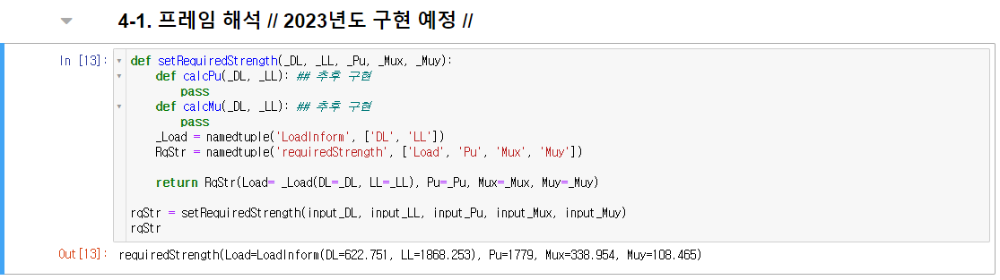 4-1. 프레임 해석 // 2023년도 구현 예정 //
In [13]:
def setRequiredStrength(_DL, _LL, _Pu, _Mux, _Muy):
    def calcPu(_DL, _LL): ## 추후 구현
        pass
    def calcMu(_DL, _LL): ## 추후 구현
        pass
    _Load = namedtuple('LoadInform', ['DL', 'LL'])
    RqStr = namedtuple('requiredStrength', ['Load', 'Pu', 'Mux', 'Muy'])
    return RqStr(Load= _Load(DL=_DL, LL=_LL), Pu=_Pu, Mux=_Mux, Muy=_Muy)
rqStr = setRequiredStrength(input_DL, input_LL, input_Pu, input_Mux, input_Muy)
rqStr
Out[13]: requiredStrength(Load=LoadInform(DL=622.751, LL=1868.253), Pu=1779, Mux=338.954, Muy=108.465)